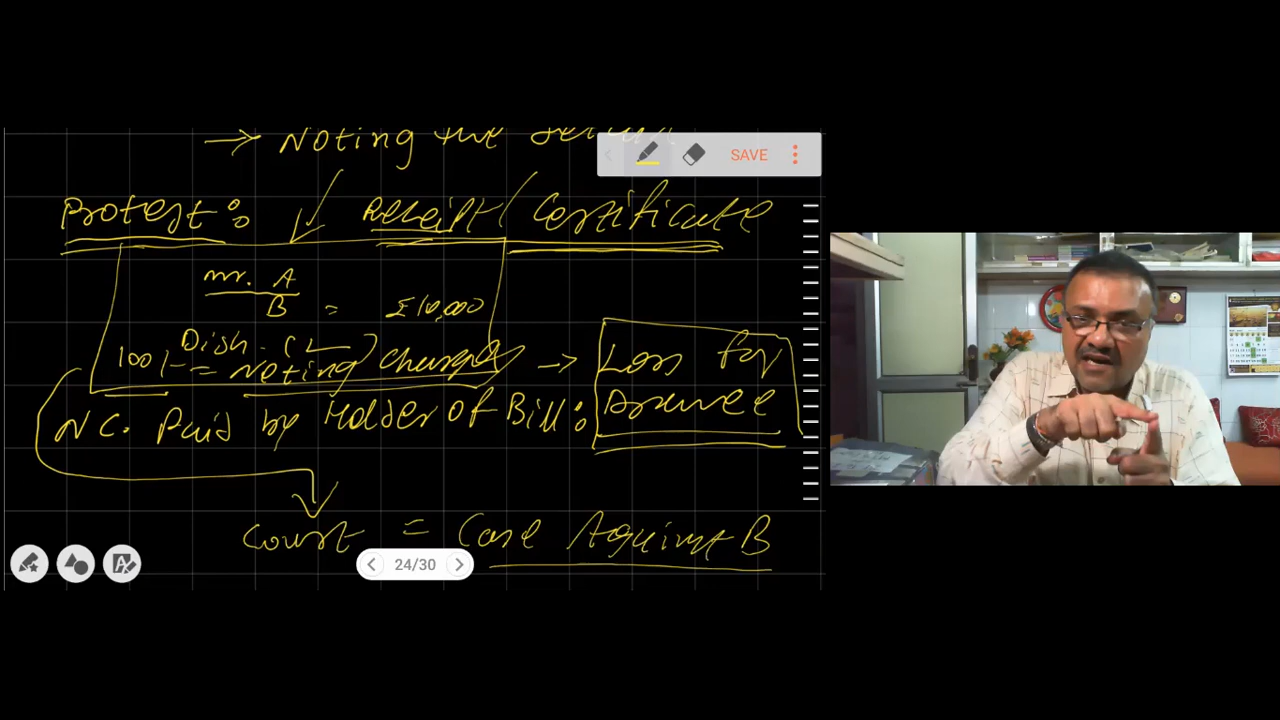 → Noting the
SAVE
Protest : Receipt / Certificate
Mr. A
B = ₹10,000
Dish. ( )
100/- = Noting Charges → Loss for
N C. Paid by Holder of Bill : Drawee
Court = Case Against B
24/30